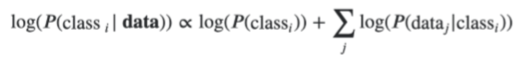 log(P(class i | data)) ∝ log(P(classi)) + ∑j log(P(dataj|classi))